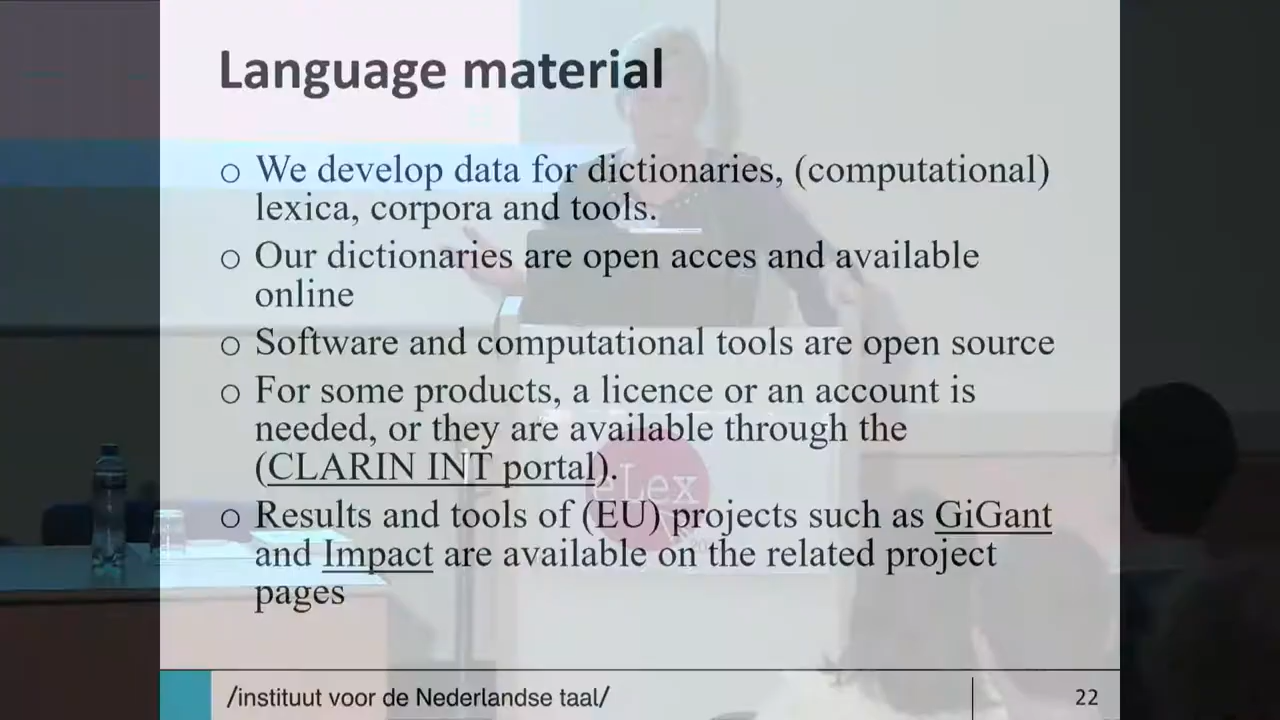 Language material
o We develop data for dictionaries, (computational)
lexica, corpora and tools.
o Our dictionaries are open acces and available
online
o Software and computational tools are open source
o For some products, a licence or an account is
needed, or they are available through the
(CLARIN INT portal).
o Results and tools of (EU) projects such as GiGant
and Impact are available on the related project
pages
eLex
/instituut voor de Nederlandse taal/
22